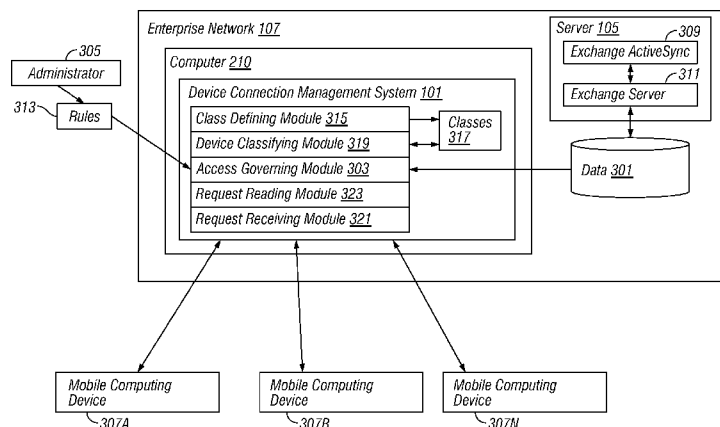 Enterprise Network 107
Server 105
309
Exchange ActiveSync
311
Exchange Server
305
Administrator
Computer 210
313
Rules
Device Connection Management System 101
Class Defining Module 315
Classes
317
Device Classifying Module 319
Access Governing Module 303
Data 301
Request Reading Module 323
Request Receiving Module 321
Mobile Computing
Device
307A
Mobile Computing
Device
307B
Mobile Computing
Device
307N